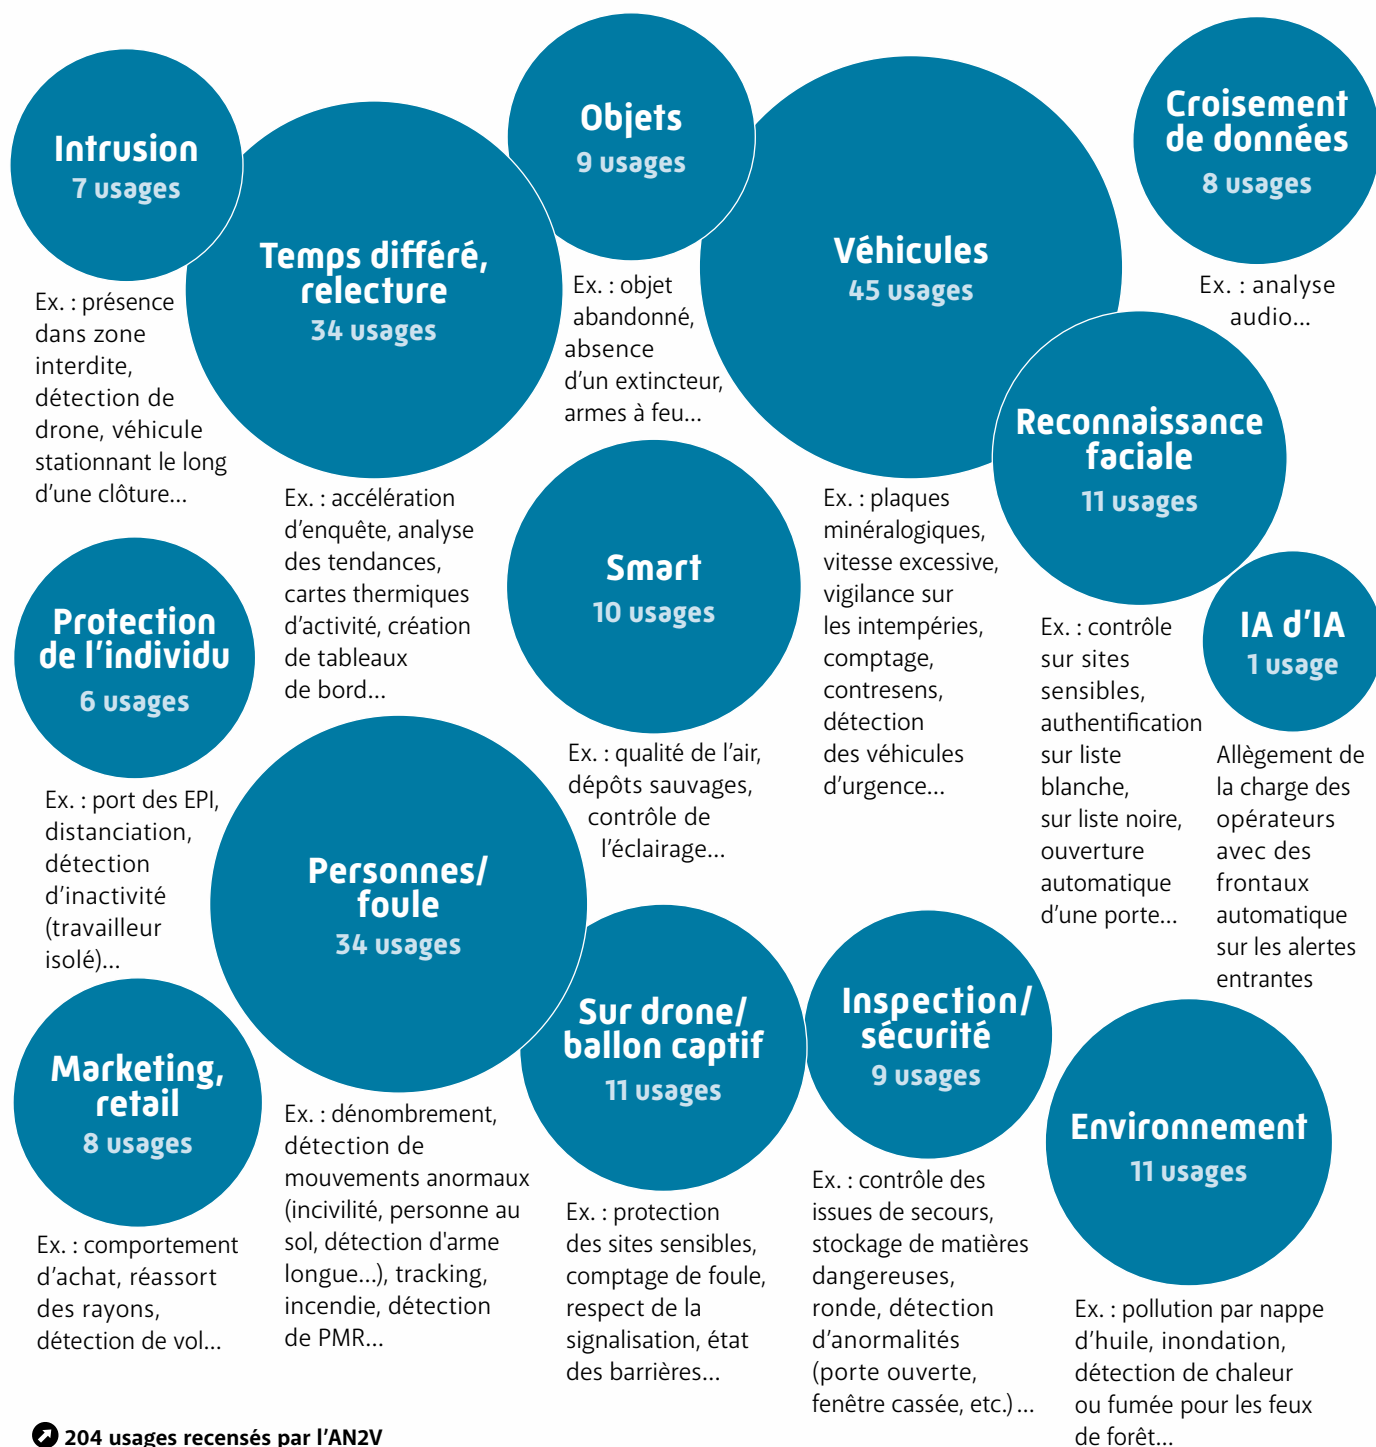 Intrusion
7 usages
Ex. : présence
dans zone
interdite,
détection de
drone, véhicule
stationnant le long
d’une clôture...
Temps différé,
relecture
34 usages
Ex. : accélération
d’enquête, analyse
des tendances,
cartes thermiques
d’activité, création
de tableaux
de bord...
Objets
9 usages
Ex. : objet
abandonné,
absence
d’un extincteur,
armes à feu...
Véhicules
45 usages
Ex. : plaques
minéralogiques,
vitesse excessive,
vigilance sur
les intempéries,
comptage,
contresens,
détection
des véhicules
d’urgence...
Croisement
de données
8 usages
Ex. : analyse
audio...
Reconnaissance
faciale
11 usages
Ex. : contrôle
sur sites
sensibles,
authentification
sur liste
blanche,
sur liste noire,
ouverture
automatique
d’une porte...
Smart
10 usages
Ex. : qualité de l’air,
dépôts sauvages,
contrôle de
l’éclairage...
IA d’IA
1 usage
Allègement de
la charge des
opérateurs
avec des
frontaux
automatique
sur les alertes
entrantes
Protection
de l’individu
6 usages
Ex. : port des EPI,
distanciation,
détection
d’inactivité
(travailleur
isolé)...
Personnes/
foule
34 usages
Ex. : dénombrement,
détection de
mouvements anormaux
(incivilité, personne au
sol, détection d'arme
longue...), tracking,
incendie, détection
de PMR...
Sur drone/
ballon captif
11 usages
Ex. : protection
des sites sensibles,
comptage de foule,
respect de la
signalisation, état
des barrières...
Inspection/
sécurité
9 usages
Ex. : contrôle des
issues de secours,
stockage de matières
dangereuses,
ronde, détection
d’anormalités
(porte ouverte,
fenêtre cassée, etc.)...
Environnement
11 usages
Ex. : pollution par nappe
d’huile, inondation,
détection de chaleur
ou fumée pour les feux
de forêt...
Marketing,
retail
8 usages
Ex. : comportement
d’achat, réassort
des rayons,
détection de vol...
204 usages recensés par l’AN2V